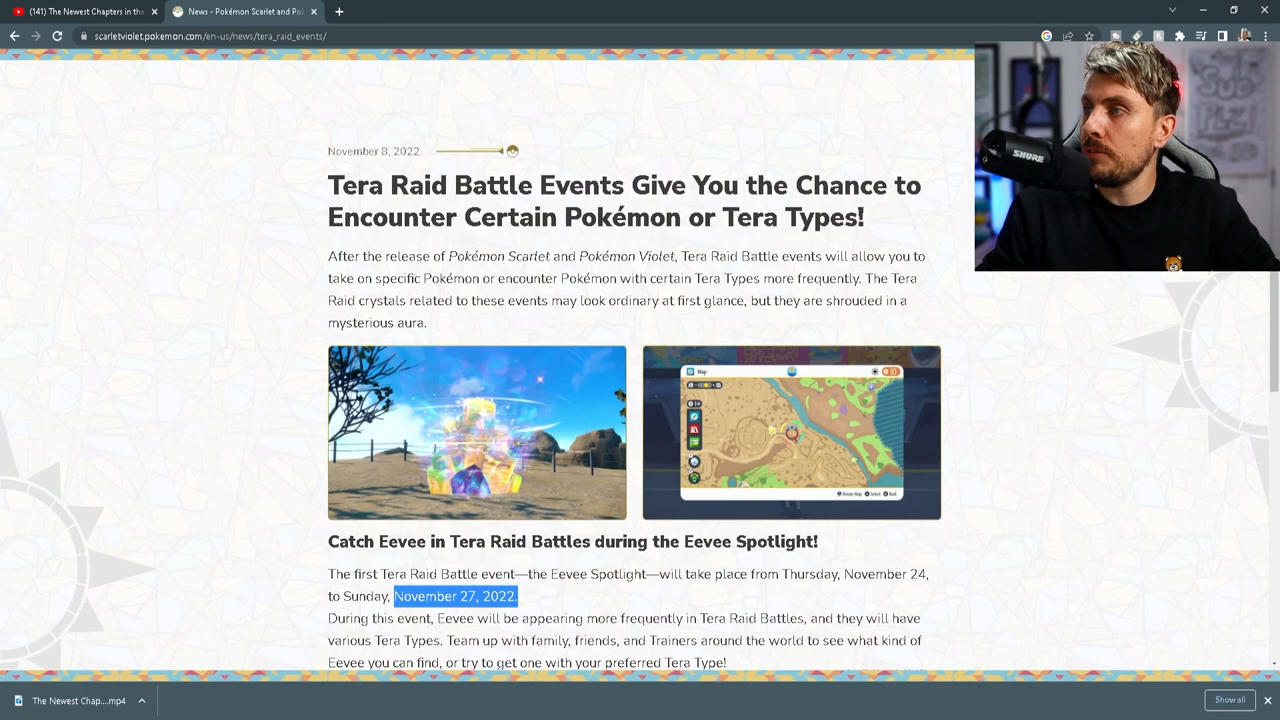 (141) The Newest Chapters in the
News - Pokémon Scarlet and Pok
scarletviolet.pokemon.com/en-us/news/tera_raid_events/
SHURE
November 8, 2022
Tera Raid Battle Events Give You the Chance to
Encounter Certain Pokémon or Tera Types!
After the release of Pokémon Scarlet and Pokémon Violet, Tera Raid Battle events will allow you to
take on specific Pokémon or encounter Pokémon with certain Tera Types more frequently. The Tera
Raid crystals related to these events may look ordinary at first glance, but they are shrouded in a
mysterious aura.
Map
Rotate Map Select Back
Catch Eevee in Tera Raid Battles during the Eevee Spotlight!
The first Tera Raid Battle event—the Eevee Spotlight—will take place from Thursday, November 24,
to Sunday, November 27, 2022.
During this event, Eevee will be appearing more frequently in Tera Raid Battles, and they will have
various Tera Types. Team up with family, friends, and Trainers around the world to see what kind of
Eevee you can find, or try to get one with your preferred Tera Type!
The Newest Chap....mp4
Show all